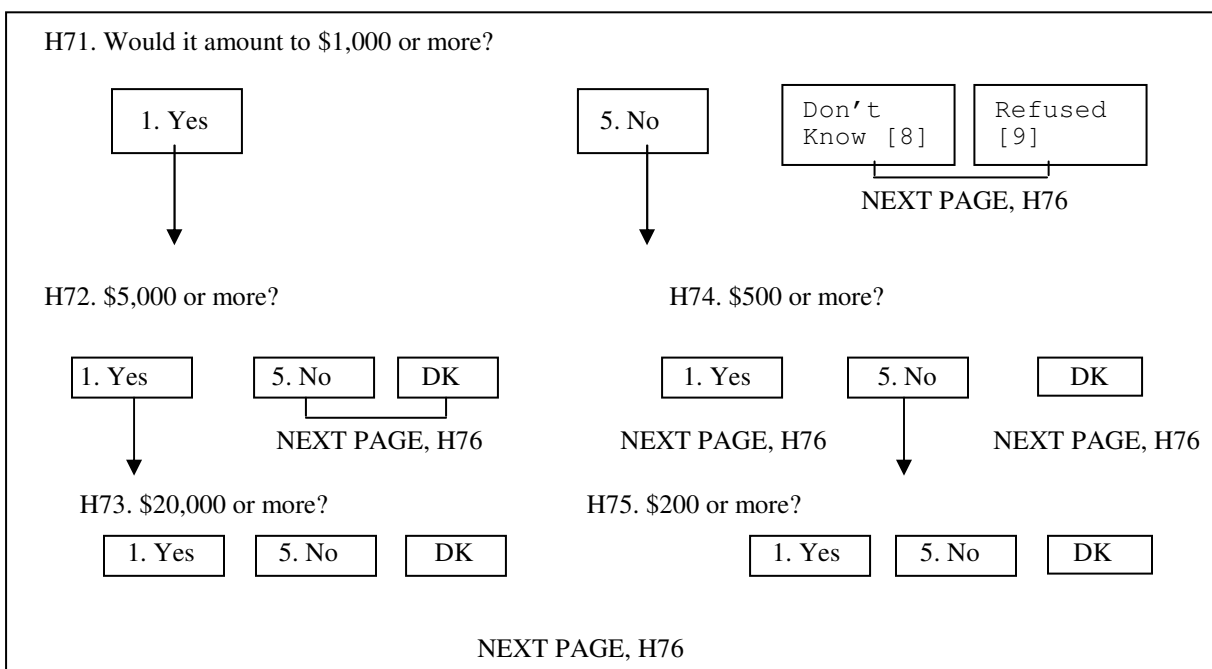 H71. Would it amount to $1,000 or more?
1. Yes
5. No
Don't
Know [8]
Refused
[9]
NEXT PAGE, H76
H72. $5,000 or more?
H74. $500 or more?
1. Yes
5. No
DK
1. Yes
5. No
DK
NEXT PAGE, H76
NEXT PAGE, H76
NEXT PAGE, H76
H73. $20,000 or more?
H75. $200 or more?
1. Yes
5. No
DK
1. Yes
5. No
DK
NEXT PAGE, H76